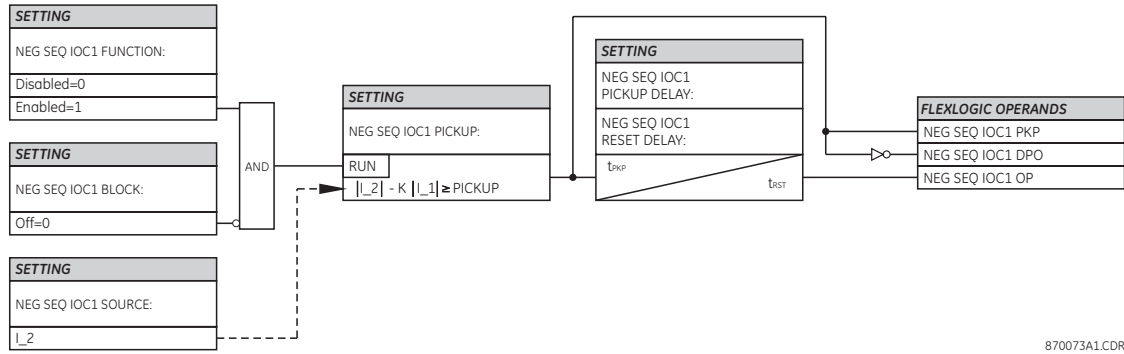 SETTING
NEG SEQ IOC1 FUNCTION:
Disabled=0
Enabled=1
SETTING
NEG SEQ IOC1 BLOCK:
Off=0
SETTING
NEG SEQ IOC1 SOURCE:
I_2
AND
SETTING
NEG SEQ IOC1 PICKUP:
RUN
|I_2| - K |I_1| ≥ PICKUP
SETTING
NEG SEQ IOC1
PICKUP DELAY:
NEG SEQ IOC1
RESET DELAY:
tPKP
tRST
FLEXLOGIC OPERANDS
NEG SEQ IOC1 PKP
NEG SEQ IOC1 DPO
NEG SEQ IOC1 OP
870073A1.CDR